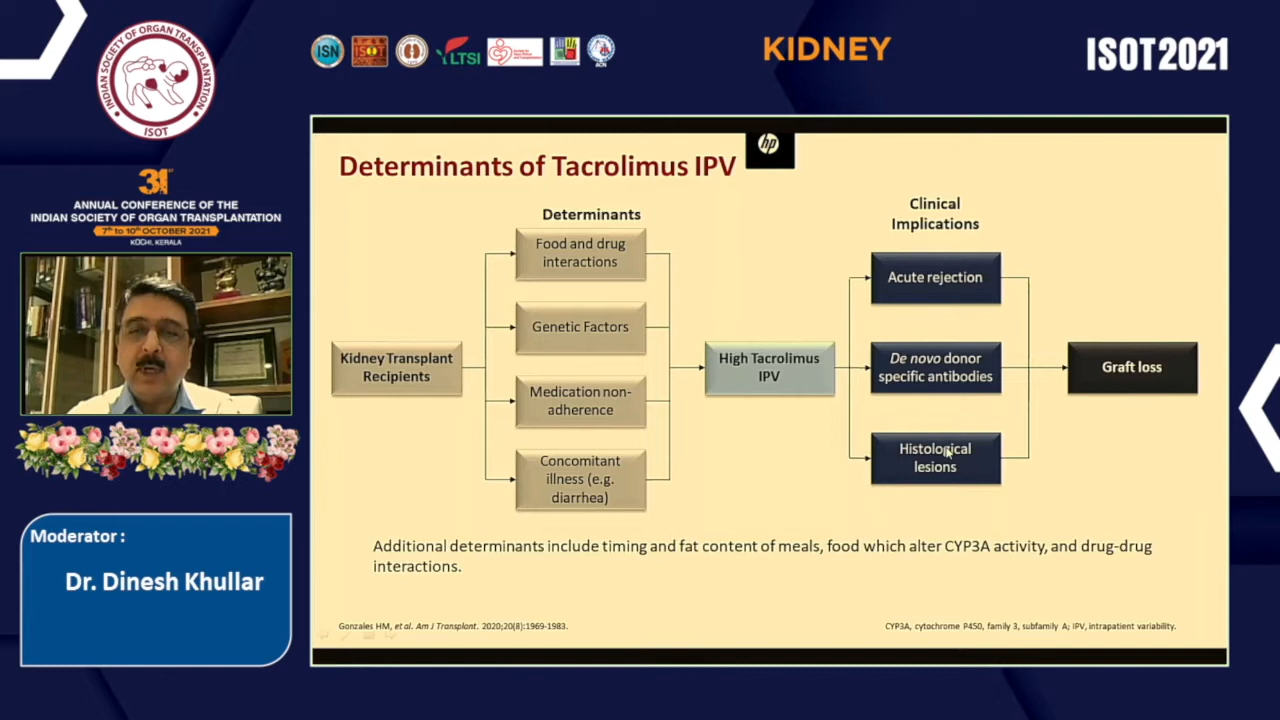 INDIAN SOCIETY OF ORGAN TRANSPLANTATION
ISOT
31st
ANNUAL CONFERENCE OF THE
INDIAN SOCIETY OF ORGAN TRANSPLANTATION
7th to 10th OCTOBER 2021
KOCHI, KERALA
ISN
ISOT
LTSI
ACN
KIDNEY
ISOT2021
hp
Determinants of Tacrolimus IPV
Determinants
Clinical
Implications
Kidney Transplant
Recipients
Food and drug
interactions
Genetic Factors
Medication non-
adherence
Concomitant
illness (e.g.
diarrhea)
High Tacrolimus
IPV
Acute rejection
De novo donor
specific antibodies
Histological
lesions
Graft loss
Additional determinants include timing and fat content of meals, food which alter CYP3A activity, and drug-drug
interactions.
Gonzales HM, et al. Am J Transplant. 2020;20(8):1969-1983.
CYP3A, cytochrome P450, family 3, subfamily A; IPV, intrapatient variability.
Moderator :
Dr. Dinesh Khullar